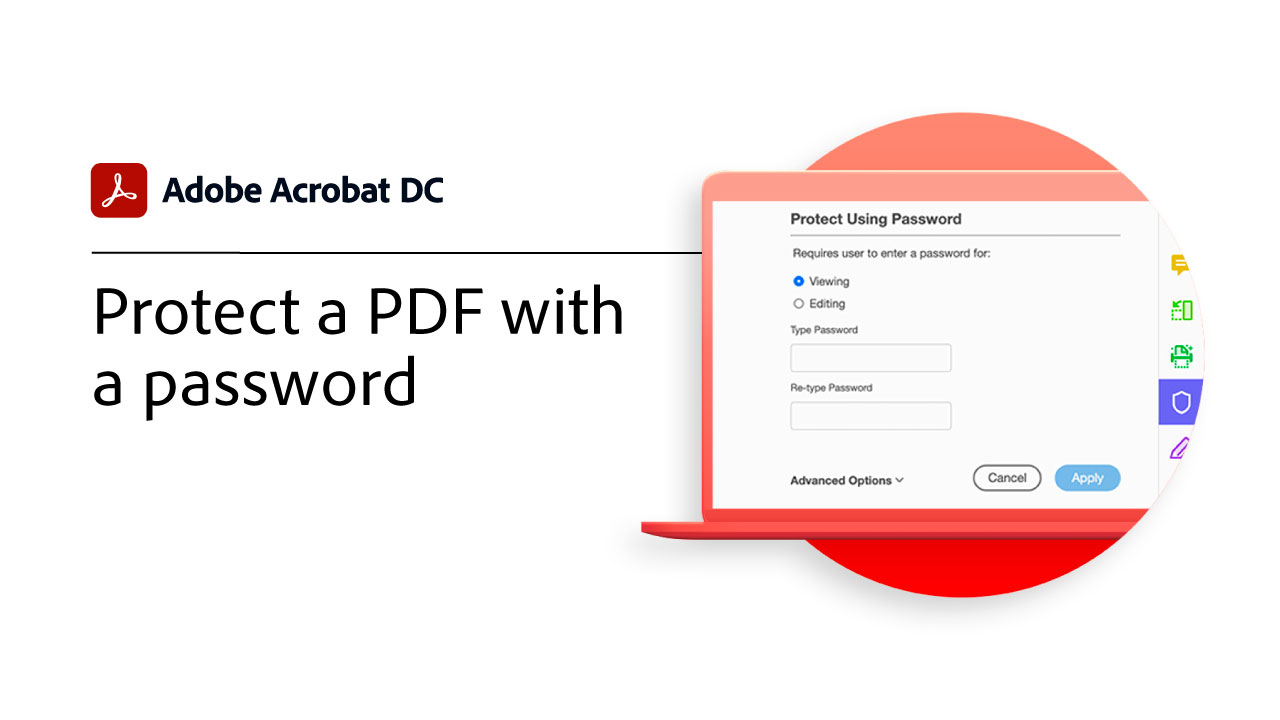 Adobe Acrobat DC
Protect a PDF with
a password
Protect Using Password
Requires user to enter a password for:
Viewing
Editing
Type Password
Re-type Password
Advanced Options
Cancel
Apply